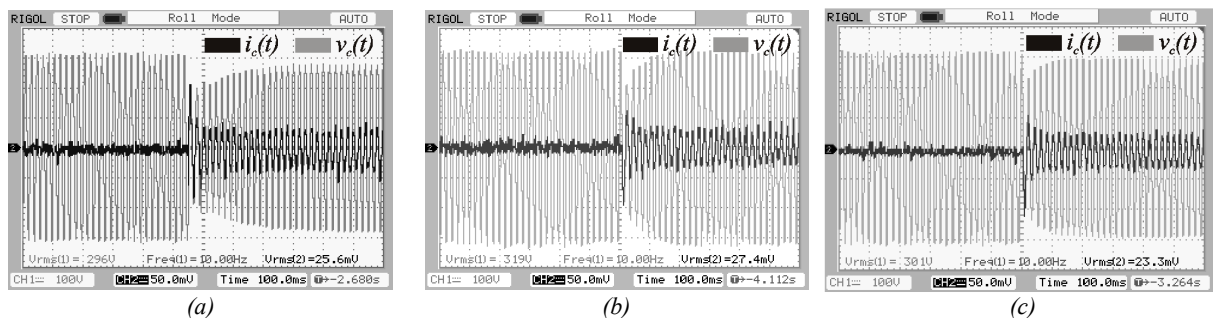 RIGOL STOP Roll Mode AUTO
i_c(t) v_c(t)
2
Vrms(1) = 296V Freq(1)=10.00Hz Vrms(2)=25.6mV
CH1 100V CH2 50.0mV Time 100.0ms T→-2.680s
(a)
RIGOL STOP Roll Mode AUTO
i_c(t) v_c(t)
2
Vrms(1) = 319V Freq(1)=10.00Hz Vrms(2)=27.4mV
CH1 100V CH2 50.0mV Time 100.0ms T→-4.112s
(b)
RIGOL STOP Roll Mode AUTO
i_c(t) v_c(t)
2
Vrms(1) = 301V Freq(1)=10.00Hz Vrms(2)=23.3mV
CH1 100V CH2 50.0mV Time 100.0ms T→-3.264s
(c)